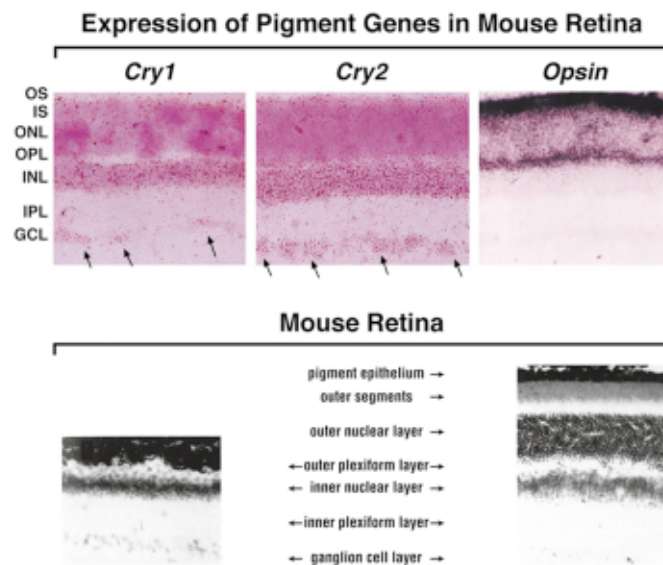 Expression of Pigment Genes in Mouse Retina
Cry1 Cry2 Opsin
OS
IS
ONL
OPL
INL
IPL
GCL
Mouse Retina
pigment epithelium →
outer segments →
outer nuclear layer →
← outer plexiform layer →
← inner nuclear layer →
← inner plexiform layer →
← ganglion cell layer →